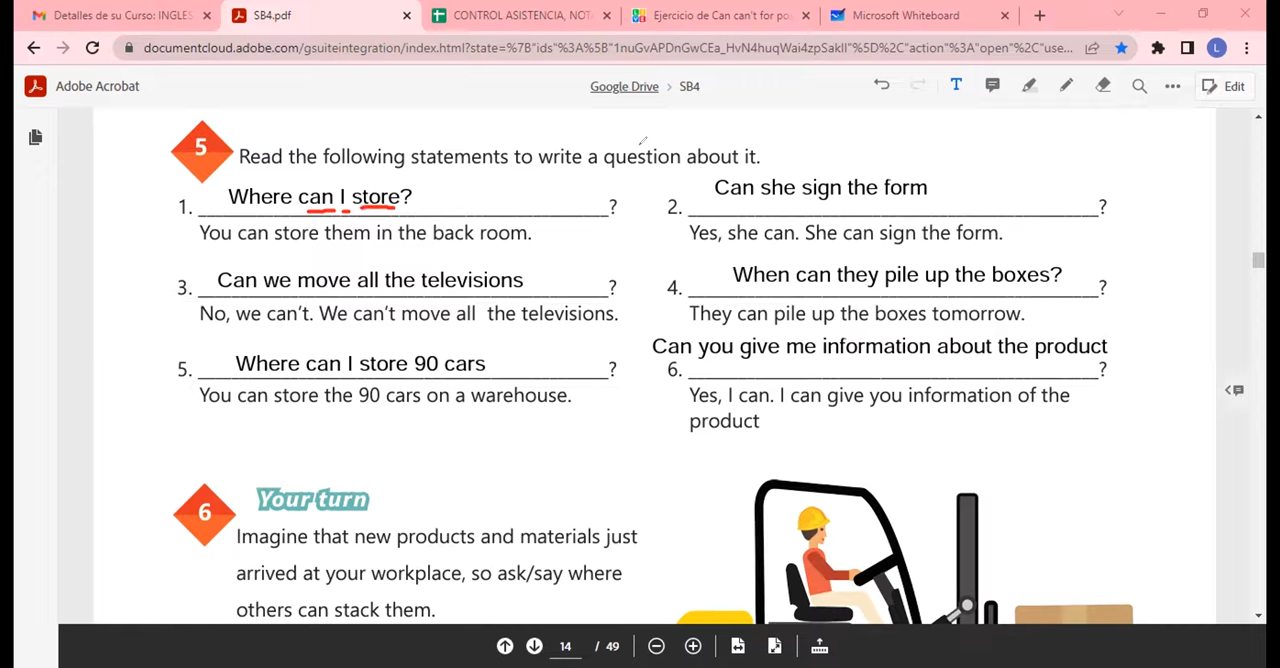 Detalles de su Curso: INGLES
SB4.pdf
CONTROL ASISTENCIA, NOT
Ejercicio de Can can't for po
Microsoft Whiteboard
documentcloud.adobe.com/gsuiteintegration/index.html?state=%7B"ids"%3A%5B"1nuGvAPDnGwCEa_HvN4huqWai4zpSakIl"%5D%2C"action"%3A"open"%2C"use...
L
Adobe Acrobat
Google Drive > SB4
T
Edit
5
Read the following statements to write a question about it.
Where can I store?
1. ?
You can store them in the back room.
Can she sign the form
2. ?
Yes, she can. She can sign the form.
Can we move all the televisions
3. ?
No, we can't. We can't move all the televisions.
When can they pile up the boxes?
4. ?
They can pile up the boxes tomorrow.
Where can I store 90 cars
5. ?
You can store the 90 cars on a warehouse.
Can you give me information about the product
6. ?
Yes, I can. I can give you information of the
product
6
Your turn
Imagine that new products and materials just
arrived at your workplace, so ask/say where
others can stack them.
14 / 49